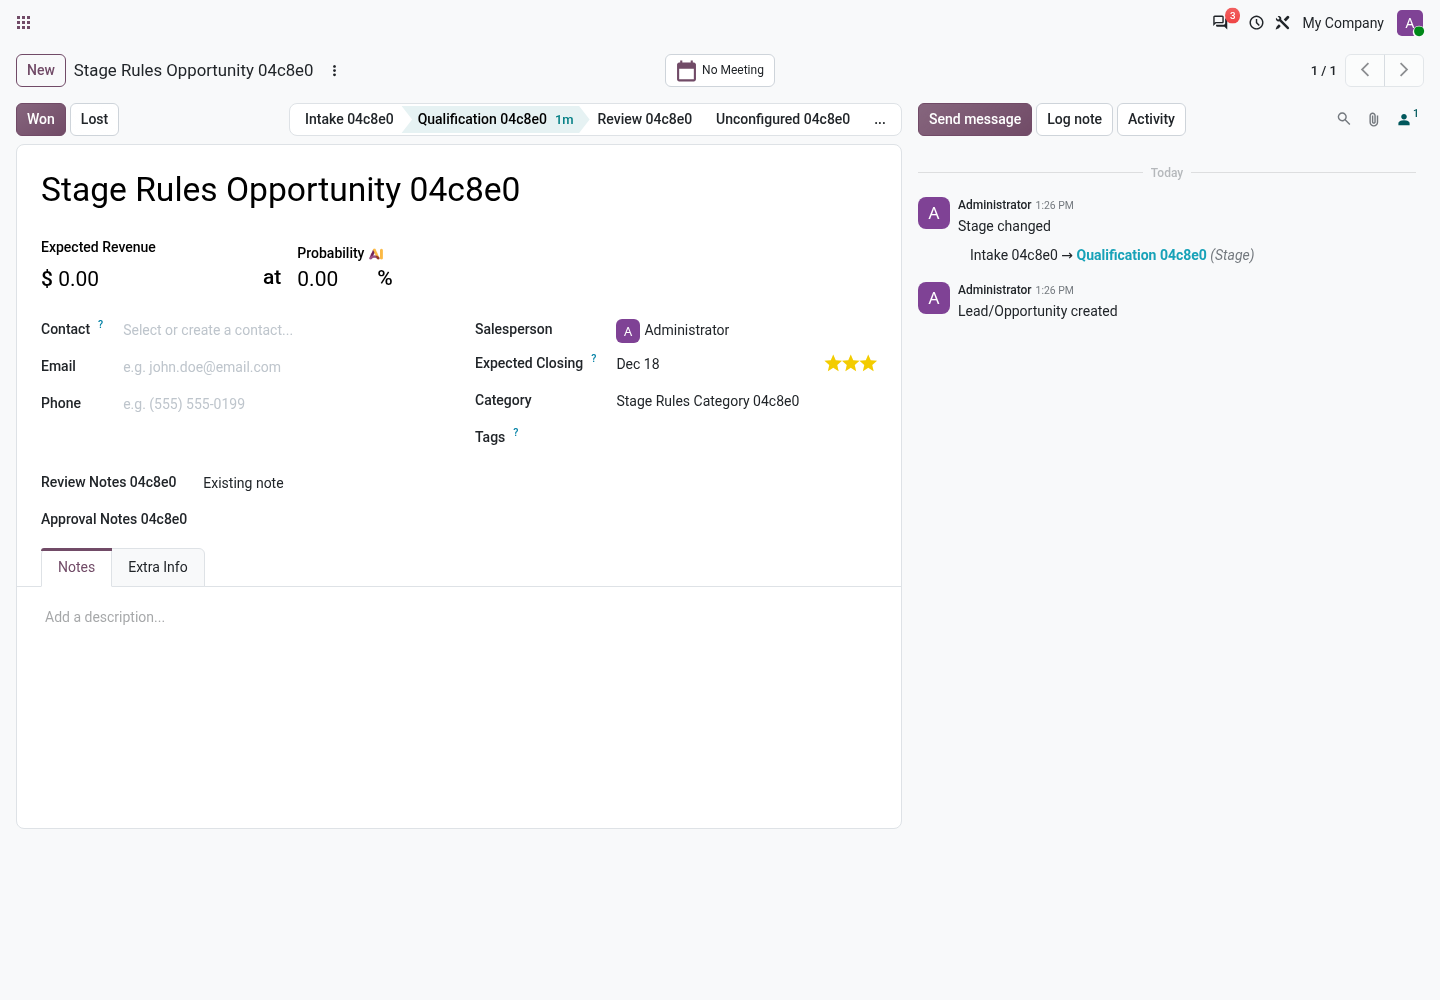 3
My Company
A
New
Stage Rules Opportunity 04c8e0
No Meeting
1 / 1
Won
Lost
Intake 04c8e0
Qualification 04c8e0 1m
Review 04c8e0
Unconfigured 04c8e0
...
Send message
Log note
Activity
1
Stage Rules Opportunity 04c8e0
Expected Revenue
Probability AI
$ 0.00
at
0.00
%
Contact ?
Select or create a contact...
Email
e.g. john.doe@email.com
Phone
e.g. (555) 555-0199
Salesperson
A Administrator
Expected Closing ?
Dec 18
Category
Stage Rules Category 04c8e0
Tags ?
Review Notes 04c8e0
Existing note
Approval Notes 04c8e0
Notes
Extra Info
Add a description...
Today
A
Administrator 1:26 PM
Stage changed
Intake 04c8e0 → Qualification 04c8e0 (Stage)
A
Administrator 1:26 PM
Lead/Opportunity created